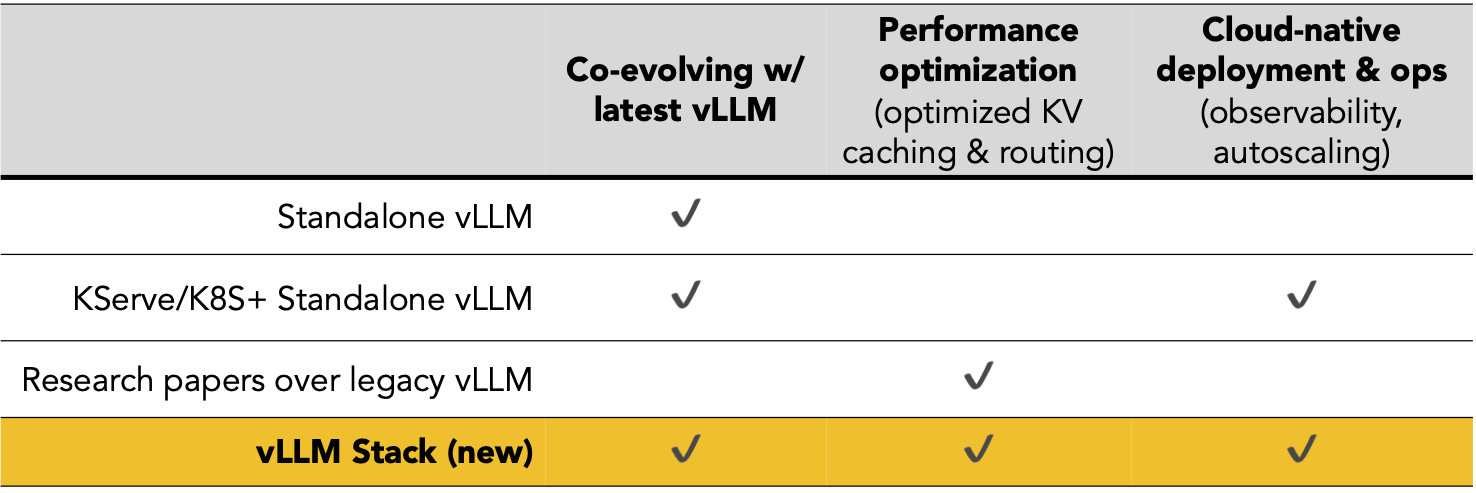 Co-evolving w/
latest vLLM
Performance
optimization
(optimized KV
caching & routing)
Cloud-native
deployment & ops
(observability,
autoscaling)
Standalone vLLM ✔
KServe/K8S+ Standalone vLLM ✔ ✔
Research papers over legacy vLLM ✔
vLLM Stack (new) ✔ ✔ ✔